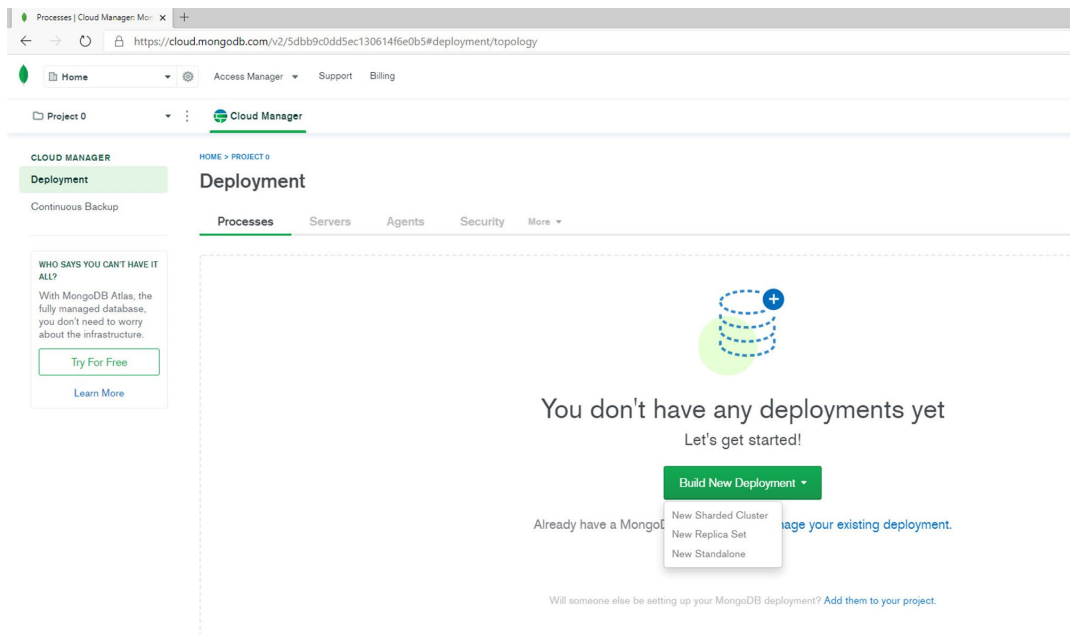 Processes | Cloud Manager: Mon
https://cloud.mongodb.com/v2/5dbb9c0dd5ec130614f6e0b5#deployment/topology
Home Access Manager Support Billing
Project 0 Cloud Manager
CLOUD MANAGER
Deployment
Continuous Backup
WHO SAYS YOU CAN'T HAVE IT
ALL?
With MongoDB Atlas, the
fully managed database,
you don't need to worry
about the infrastructure.
Try For Free
Learn More
HOME > PROJECT 0
Deployment
Processes Servers Agents Security More
You don't have any deployments yet
Let's get started!
Build New Deployment
New Sharded Cluster
New Replica Set
New Standalone
Already have a Mongo age your existing deployment.
Will someone else be setting up your MongoDB deployment? Add them to your project.